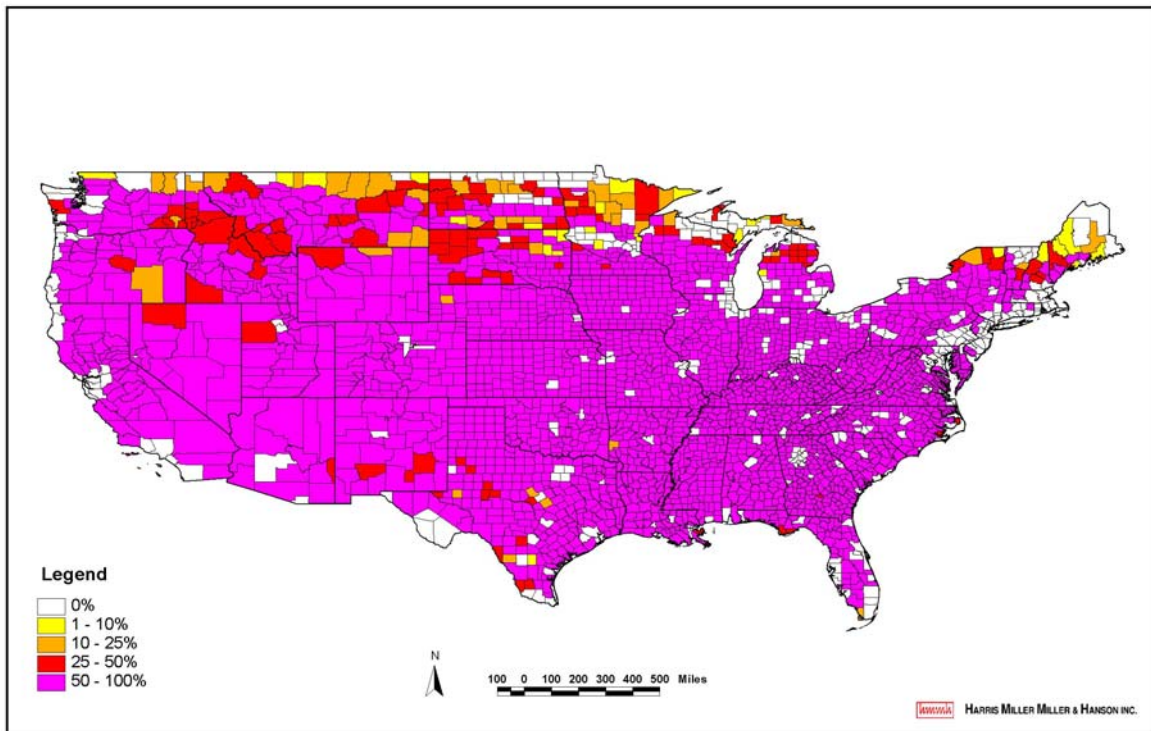 Legend
0%
1 - 10%
10 - 25%
25 - 50%
50 - 100%
N
100 0 100 200 300 400 500 Miles
HARRIS MILLER MILLER & HANSON INC.